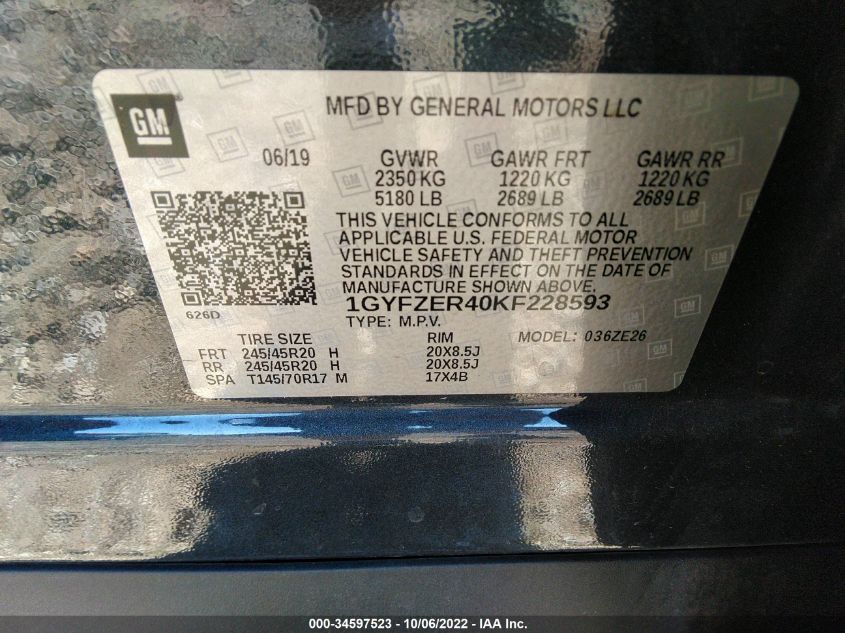 GM
MFD BY GENERAL MOTORS LLC
06/19 GVWR GAWR FRT GAWR RR
2350 KG 1220 KG 1220 KG
5180 LB 2689 LB 2689 LB
THIS VEHICLE CONFORMS TO ALL
APPLICABLE U.S. FEDERAL MOTOR
VEHICLE SAFETY AND THEFT PREVENTION
STANDARDS IN EFFECT ON THE DATE OF
MANUFACTURE SHOWN ABOVE.
626D
1GYFZER40KF228593
TYPE: M.P.V. MODEL: 036ZE26
TIRE SIZE RIM
FRT 245/45R20 H 20X8.5J
RR 245/45R20 H 20X8.5J
SPA T145/70R17 M 17X4B
000-34597523 - 10/06/2022 - IAA Inc.